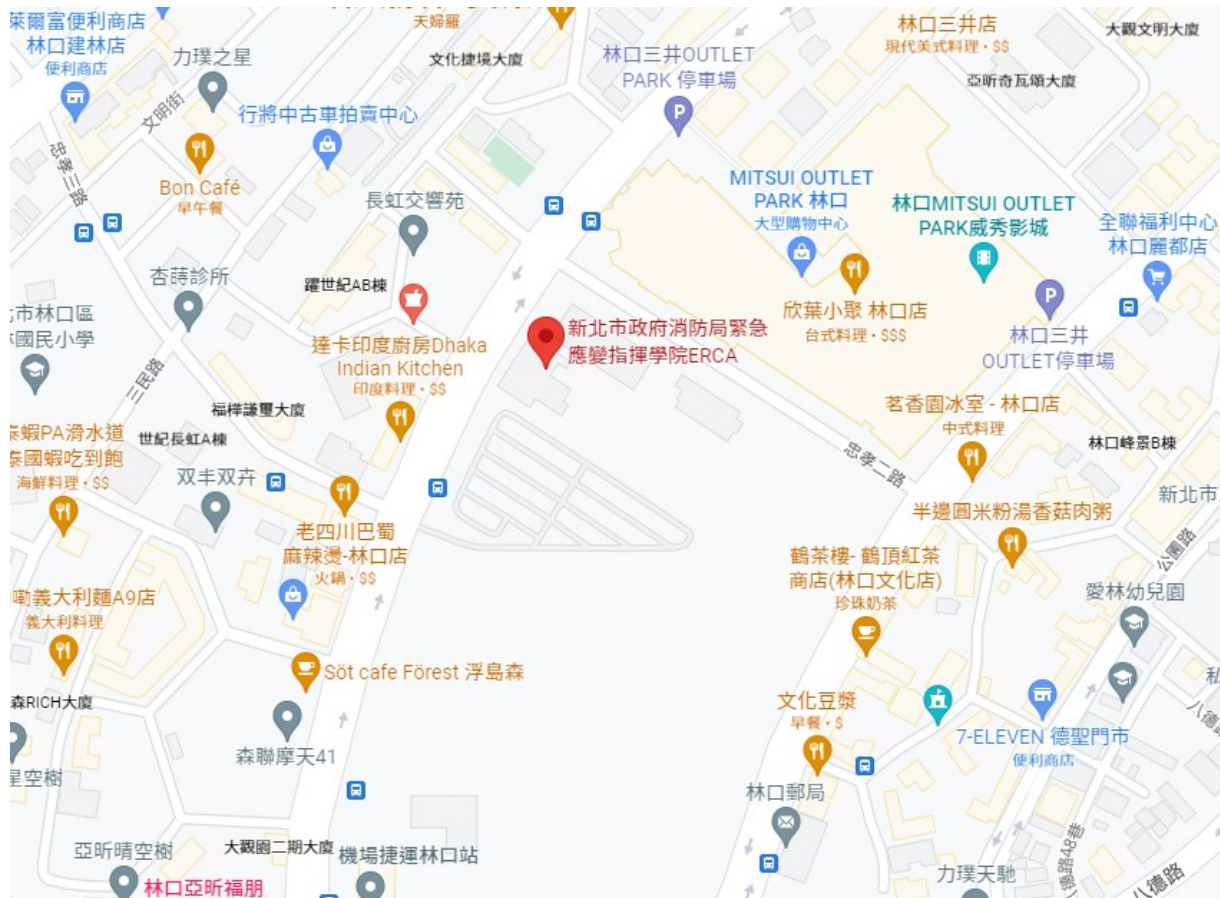 天婦羅
萊爾富便利商店
林口建林店
便利商店
力璞之星
文明街
文化捷境大廈
林口三井OUTLET
PARK 停車場
林口三井店
現代美式料理・$$
大觀文明大廈
亞昕奇瓦頌大廈
行將中古車拍賣中心
忠孝三路
Bon Café
早午餐
長虹交響苑
MITSUI OUTLET
PARK 林口
大型購物中心
林口MITSUI OUTLET
PARK威秀影城
全聯福利中心
林口麗都店
杏蒔診所
躍世紀AB棟
市林口區
國民小學
達卡印度廚房Dhaka
Indian Kitchen
印度料理・$$
新北市政府消防局緊急
應變指揮學院ERCA
欣葉小聚 林口店
台式料理・$$$
林口三井
OUTLET停車場
三民路
福樺謙璽大廈
世紀長虹A棟
茗香園冰室 - 林口店
中式料理
林口峰景B棟
泰蝦PA滑水道
泰國蝦吃到飽
海鮮料理・$$
双丰双卉
忠孝二路
新北市
老四川巴蜀
麻辣燙-林口店
火鍋・$$
半邊圓米粉湯香菇肉粥
公園路
鶴茶樓- 鶴頂紅茶
商店(林口文化店)
珍珠奶茶
愛林幼兒園
義大利麵A9店
義大利料理
Söt cafe Förest 浮島森
森RICH大廈
文化豆漿
早餐・$
私
八德路
7-ELEVEN 德聖門市
便利商店
森聯摩天41
星空樹
林口郵局
亞昕晴空樹
大觀園二期大廈
機場捷運林口站
林口亞昕福朋
力璞天馳
八德路48巷
八德路